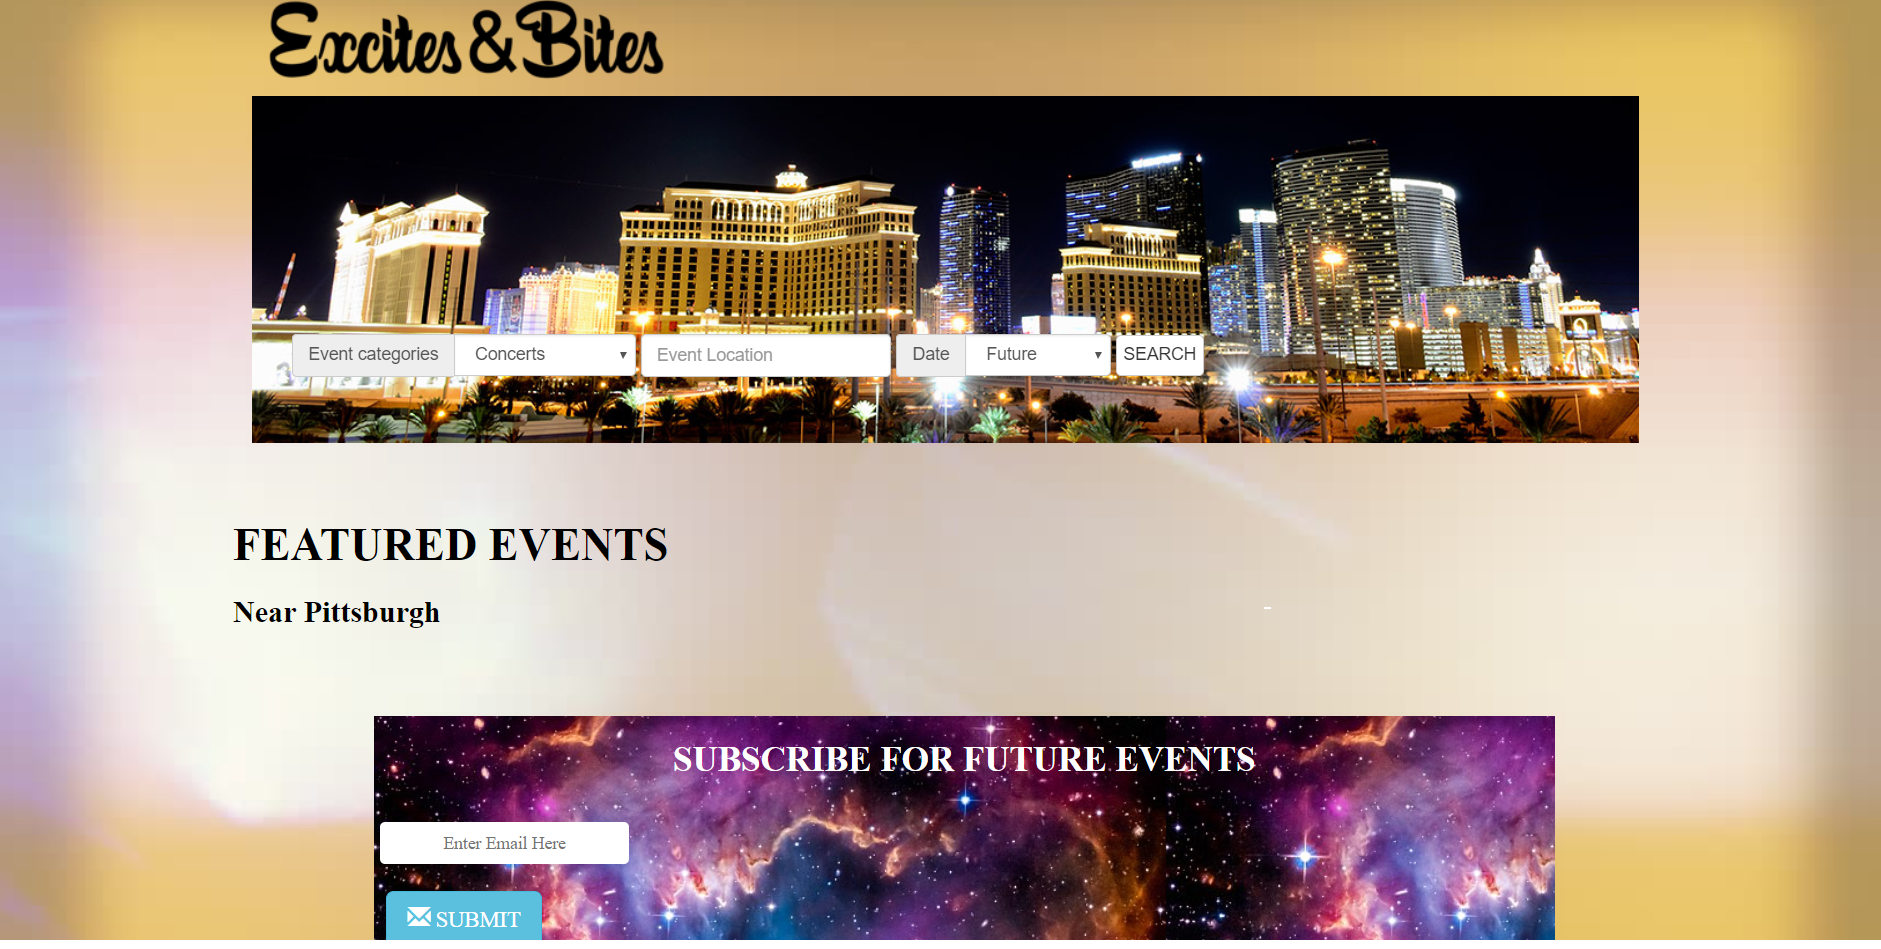 Excites & Bites
Event categories Concerts Event Location Date Future SEARCH
FEATURED EVENTS
Near Pittsburgh
-
SUBSCRIBE FOR FUTURE EVENTS
Enter Email Here
SUBMIT